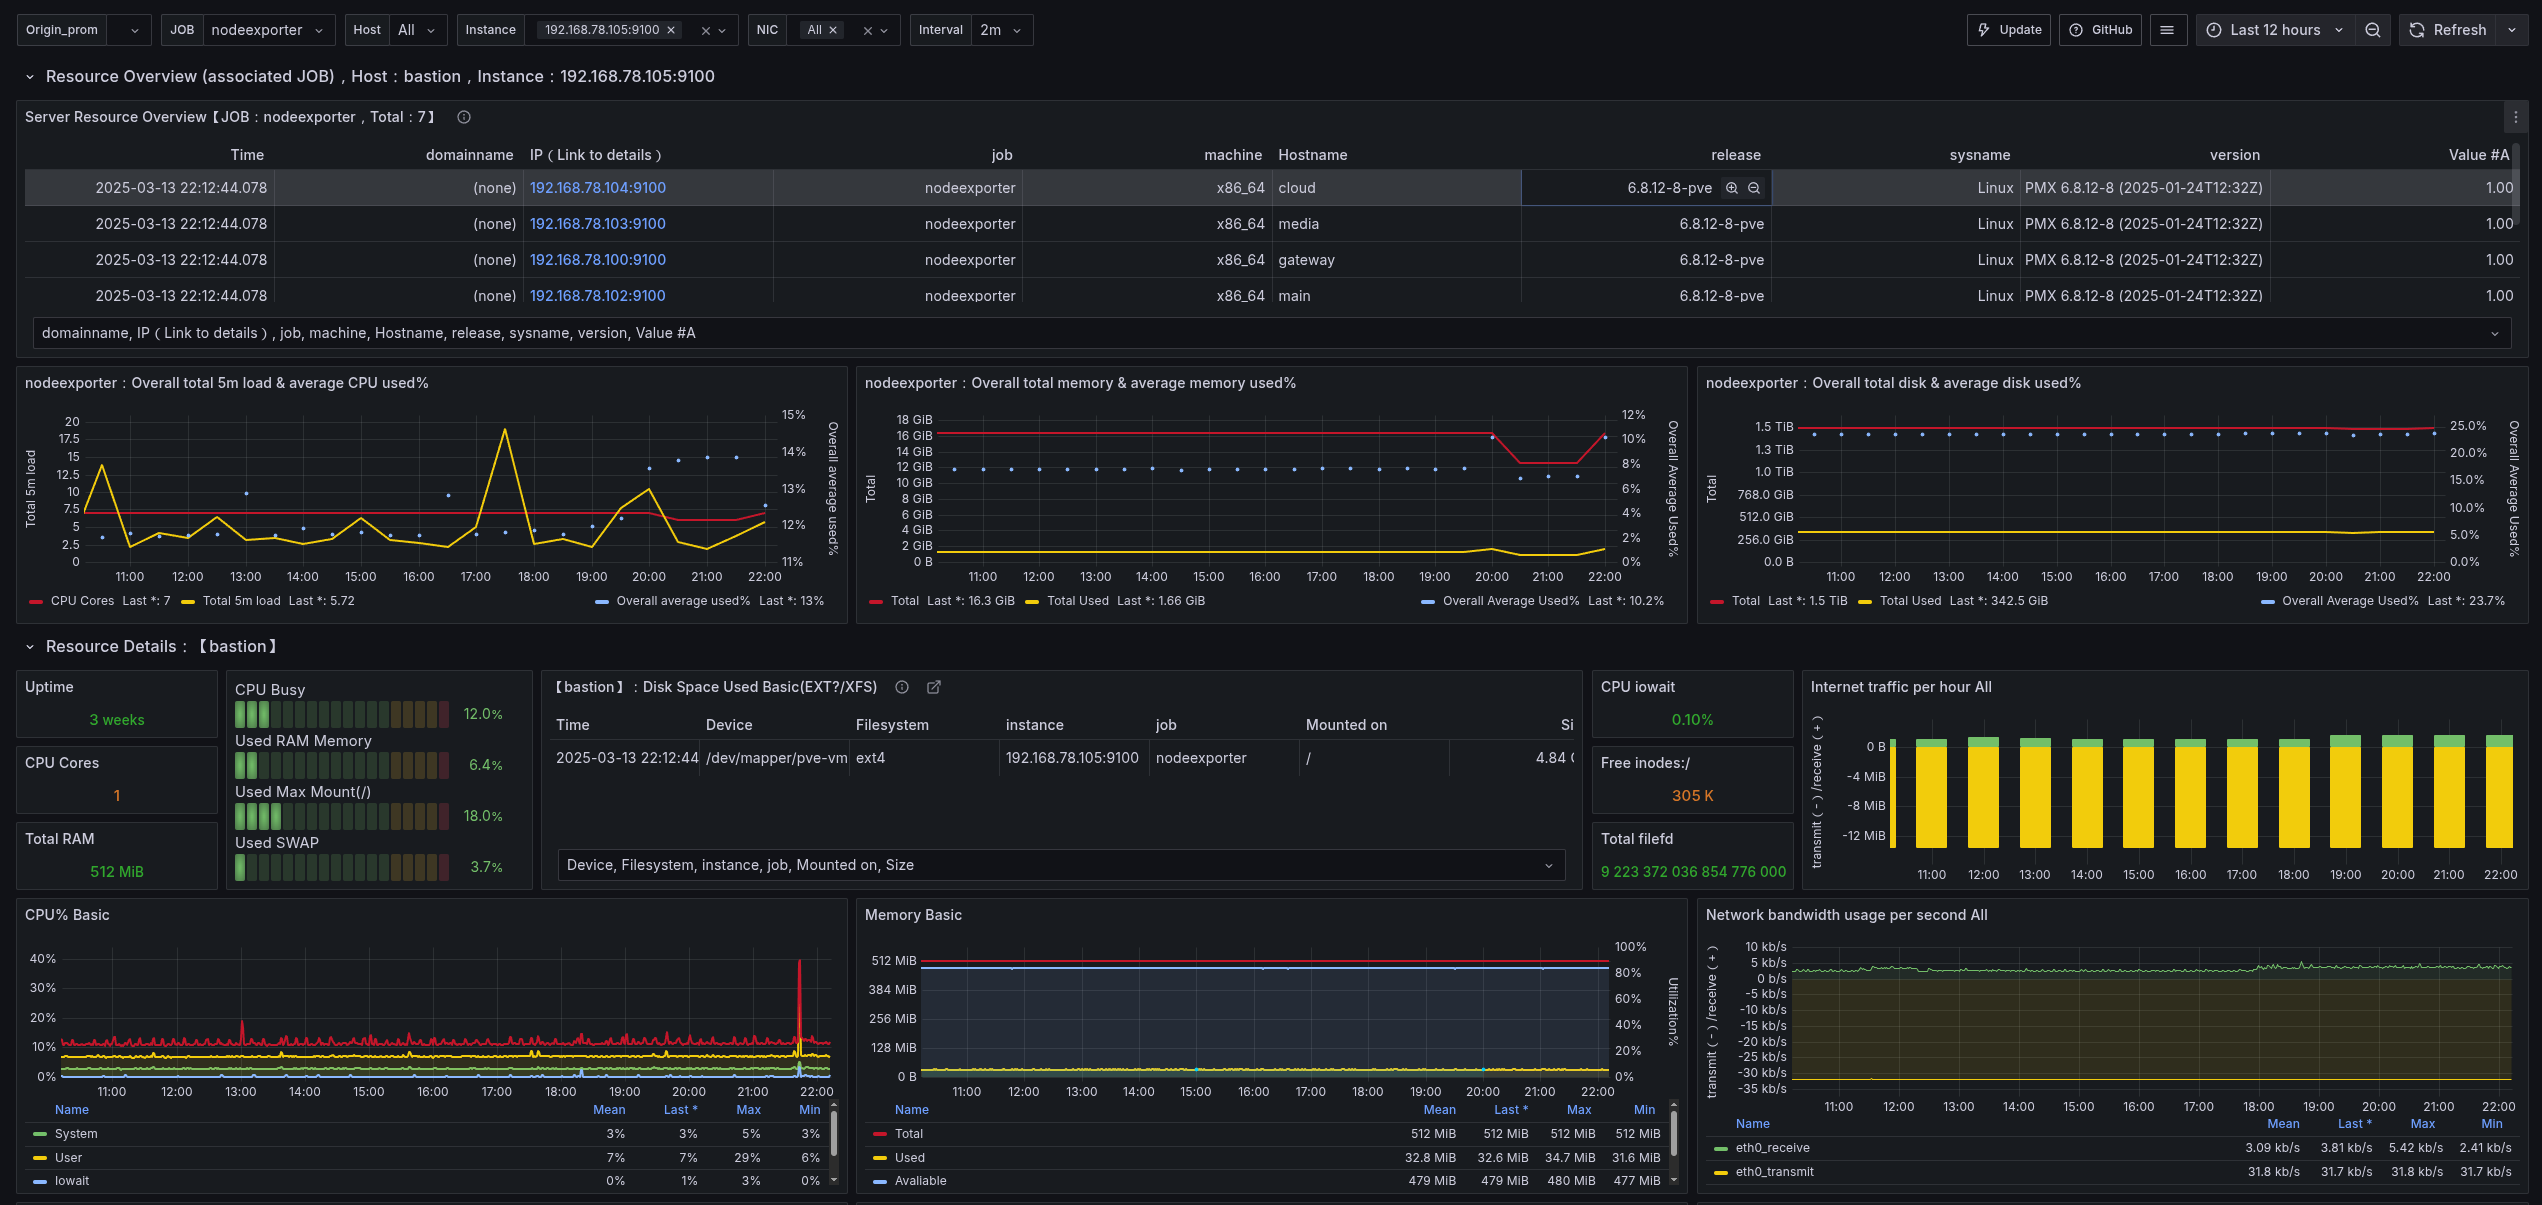 Origin_prom JOB nodeexporter Host All Instance 192.168.78.105:9100 NIC All Interval 2m Update GitHub Last 12 hours Refresh
Resource Overview (associated JOB)，Host：bastion，Instance：192.168.78.105:9100
Server Resource Overview【JOB：nodeexporter，Total：7】
Time domainname IP（Link to details） job machine Hostname release sysname version Value #A
2025-03-13 22:12:44.078 (none) 192.168.78.104:9100 nodeexporter x86_64 cloud 6.8.12-8-pve Linux PMX 6.8.12-8 (2025-01-24T12:32Z) 1.00
2025-03-13 22:12:44.078 (none) 192.168.78.103:9100 nodeexporter x86_64 media 6.8.12-8-pve Linux PMX 6.8.12-8 (2025-01-24T12:32Z) 1.00
2025-03-13 22:12:44.078 (none) 192.168.78.100:9100 nodeexporter x86_64 gateway 6.8.12-8-pve Linux PMX 6.8.12-8 (2025-01-24T12:32Z) 1.00
2025-03-13 22:12:44.078 (none) 192.168.78.102:9100 nodeexporter x86_64 main 6.8.12-8-pve Linux PMX 6.8.12-8 (2025-01-24T12:32Z) 1.00
domainname, IP（Link to details）, job, machine, Hostname, release, sysname, version, Value #A
nodeexporter：Overall total 5m load & average CPU used%
Total 5m load
20
17.5
15
12.5
10
7.5
5
2.5
0
15%
14%
13%
12%
11%
Overall average used%
11:00 12:00 13:00 14:00 15:00 16:00 17:00 18:00 19:00 20:00 21:00 22:00
CPU Cores Last *: 7 Total 5m load Last *: 5.72 Overall average used% Last *: 13%
nodeexporter：Overall total memory & average memory used%
Total
18 GiB
16 GiB
14 GiB
12 GiB
10 GiB
8 GiB
6 GiB
4 GiB
2 GiB
0 B
12%
10%
8%
6%
4%
2%
0%
Overall Average Used%
11:00 12:00 13:00 14:00 15:00 16:00 17:00 18:00 19:00 20:00 21:00 22:00
Total Last *: 16.3 GiB Total Used Last *: 1.66 GiB Overall Average Used% Last *: 10.2%
nodeexporter：Overall total disk & average disk used%
Total
1.5 TiB
1.3 TiB
1.0 TiB
768.0 GiB
512.0 GiB
256.0 GiB
0.0 B
25.0%
20.0%
15.0%
10.0%
5.0%
0.0%
Overall Average Used%
11:00 12:00 13:00 14:00 15:00 16:00 17:00 18:00 19:00 20:00 21:00 22:00
Total Last *: 1.5 TiB Total Used Last *: 342.5 GiB Overall Average Used% Last *: 23.7%
Resource Details：【bastion】
Uptime
3 weeks
CPU Cores
1
Total RAM
512 MiB
CPU Busy
12.0%
Used RAM Memory
6.4%
Used Max Mount(/)
18.0%
Used SWAP
3.7%
【bastion】：Disk Space Used Basic(EXT?/XFS)
Time Device Filesystem instance job Mounted on Si
2025-03-13 22:12:44 /dev/mapper/pve-vm ext4 192.168.78.105:9100 nodeexporter / 4.84
Device, Filesystem, instance, job, Mounted on, Size
CPU iowait
0.10%
Free inodes:/
305 K
Total filefd
9 223 372 036 854 776 000
Internet traffic per hour All
transmit（-）/receive（+）
0 B
-4 MiB
-8 MiB
-12 MiB
11:00 12:00 13:00 14:00 15:00 16:00 17:00 18:00 19:00 20:00 21:00 22:00
CPU% Basic
40%
30%
20%
10%
0%
11:00 12:00 13:00 14:00 15:00 16:00 17:00 18:00 19:00 20:00 21:00 22:00
Name Mean Last * Max Min
System 3% 3% 5% 3%
User 7% 7% 29% 6%
Iowait 0% 1% 3% 0%
Memory Basic
512 MiB
384 MiB
256 MiB
128 MiB
0 B
100%
80%
60%
40%
20%
0%
Utilization%
11:00 12:00 13:00 14:00 15:00 16:00 17:00 18:00 19:00 20:00 21:00 22:00
Name Mean Last * Max Min
Total 512 MiB 512 MiB 512 MiB 512 MiB
Used 32.8 MiB 32.6 MiB 34.7 MiB 31.6 MiB
Avaliable 479 MiB 479 MiB 480 MiB 477 MiB
Network bandwidth usage per second All
transmit（-）/receive（+）
10 kb/s
5 kb/s
0 b/s
-5 kb/s
-10 kb/s
-15 kb/s
-20 kb/s
-25 kb/s
-30 kb/s
-35 kb/s
11:00 12:00 13:00 14:00 15:00 16:00 17:00 18:00 19:00 20:00 21:00 22:00
Name Mean Last * Max Min
eth0_receive 3.09 kb/s 3.81 kb/s 5.42 kb/s 2.41 kb/s
eth0_transmit 31.8 kb/s 31.7 kb/s 31.8 kb/s 31.7 kb/s